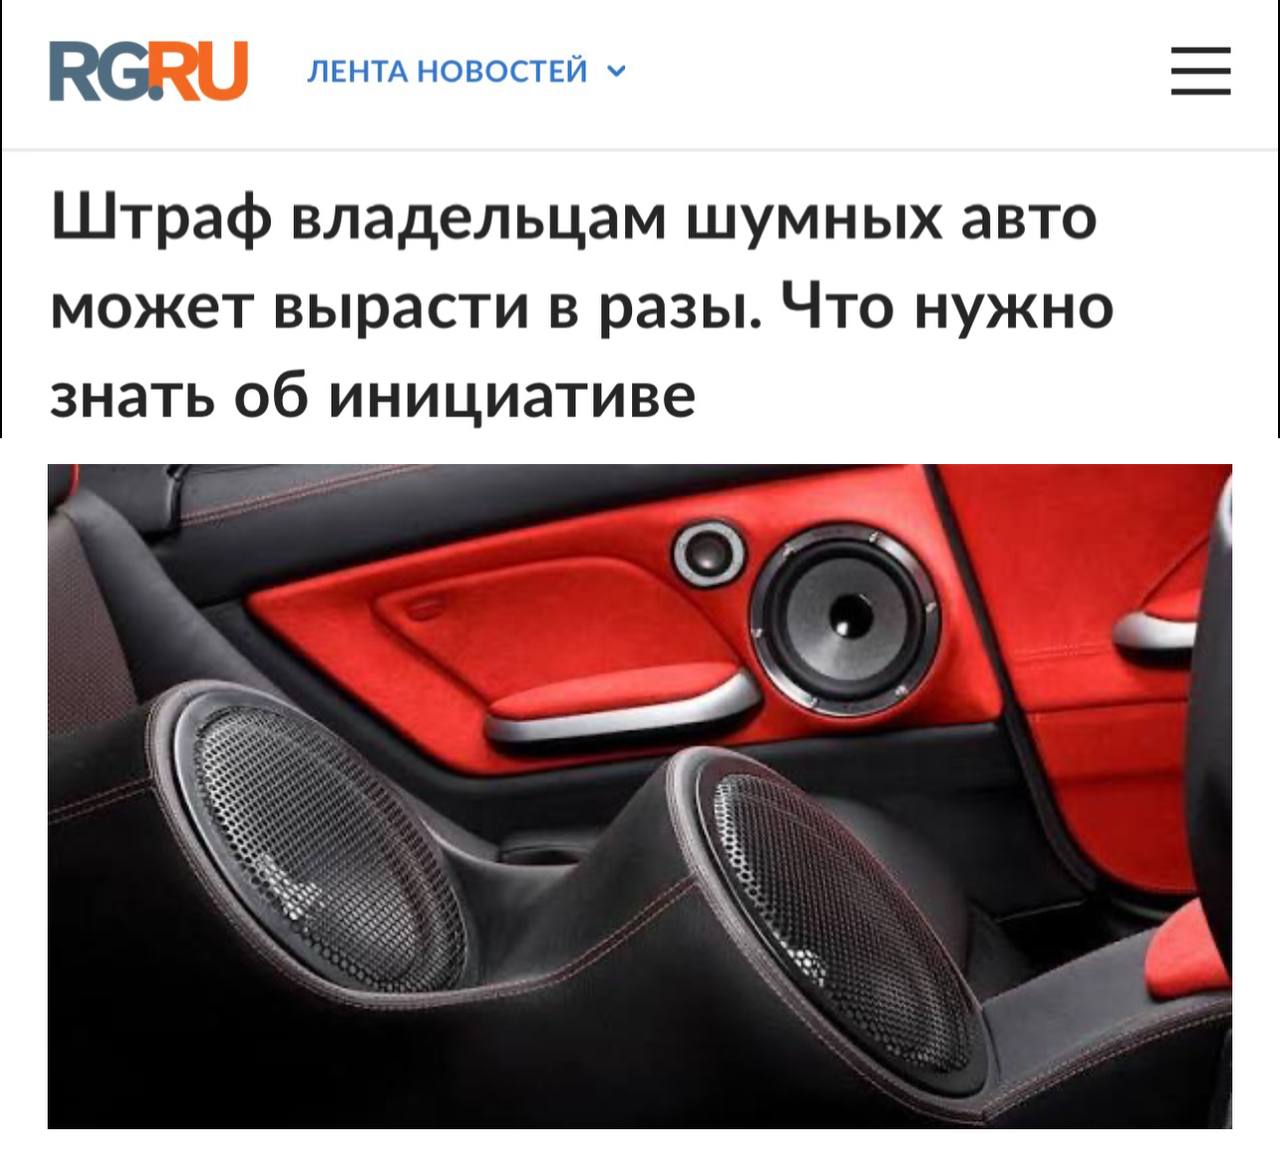 RG.RU ЛЕНТА НОВОСТЕЙ
Штраф владельцам шумных авто
может вырасти в разы. Что нужно
знать об инициативе